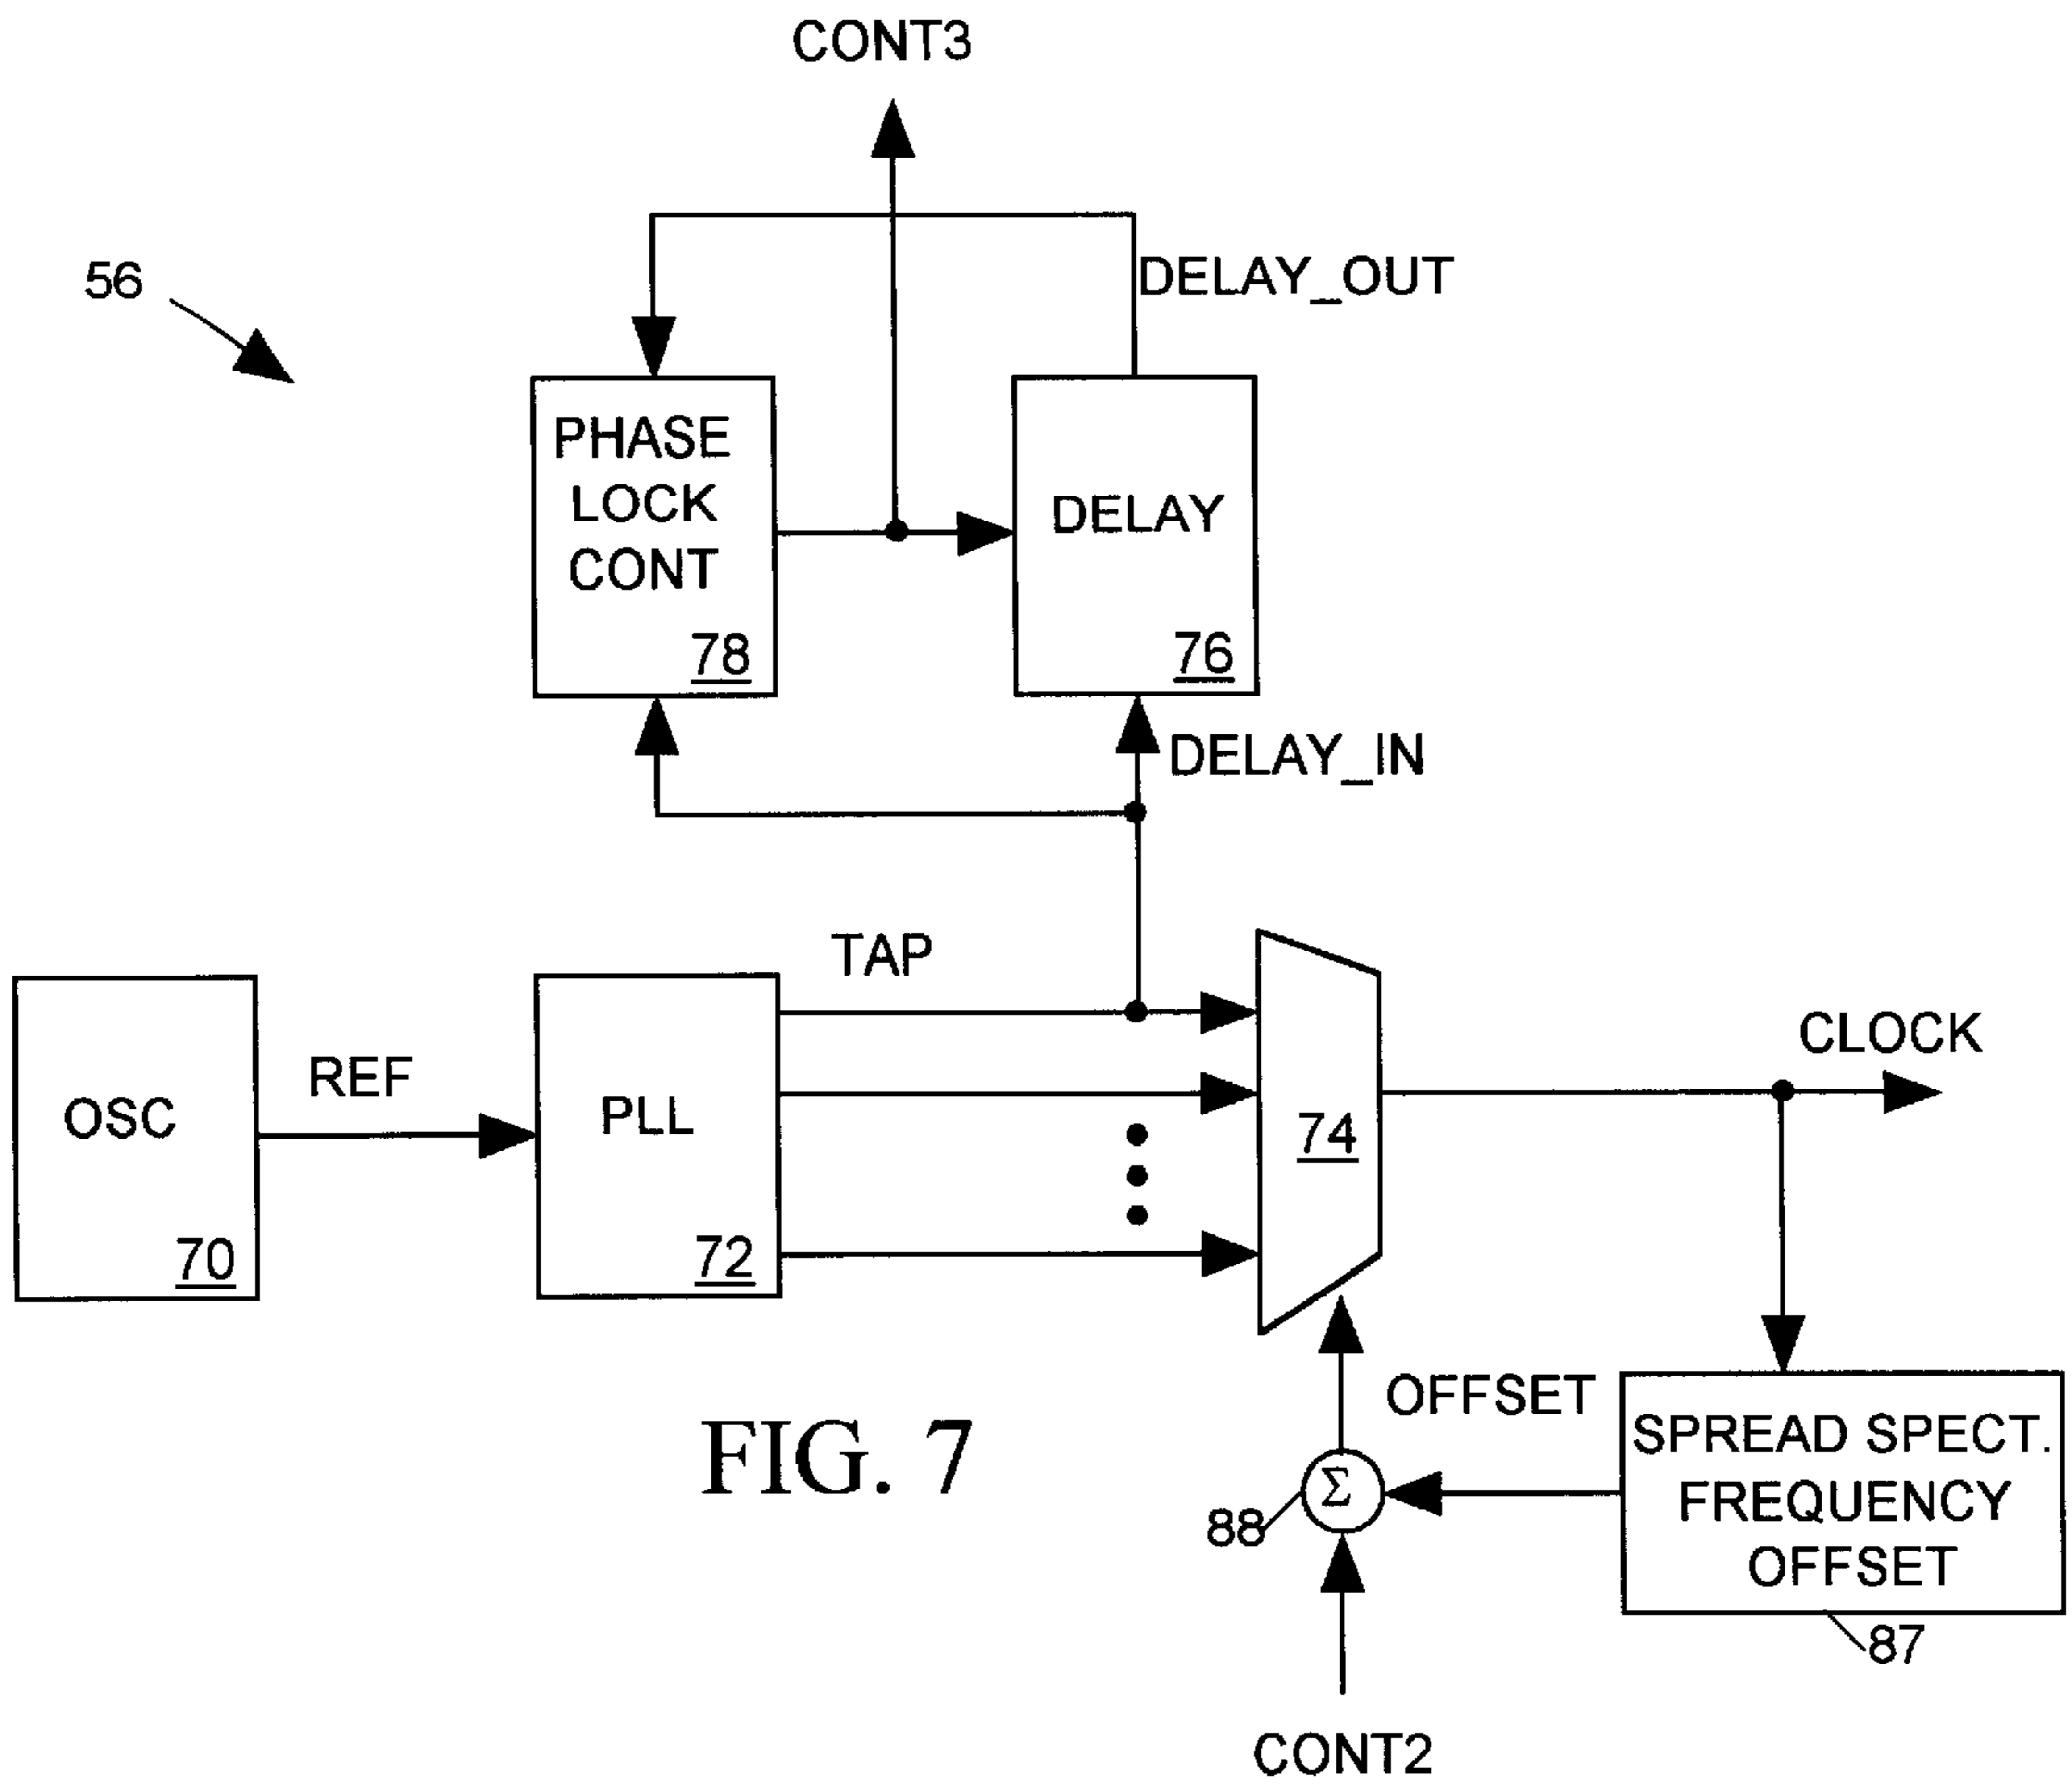 CONT3
56
DELAY_OUT
PHASE
LOCK
CONT
78
DELAY
76
DELAY_IN
TAP
OSC
70
REF
PLL
72
74
CLOCK
OFFSET
SPREAD SPECT.
FREQUENCY
OFFSET
87
Σ
88
CONT2
FIG. 7